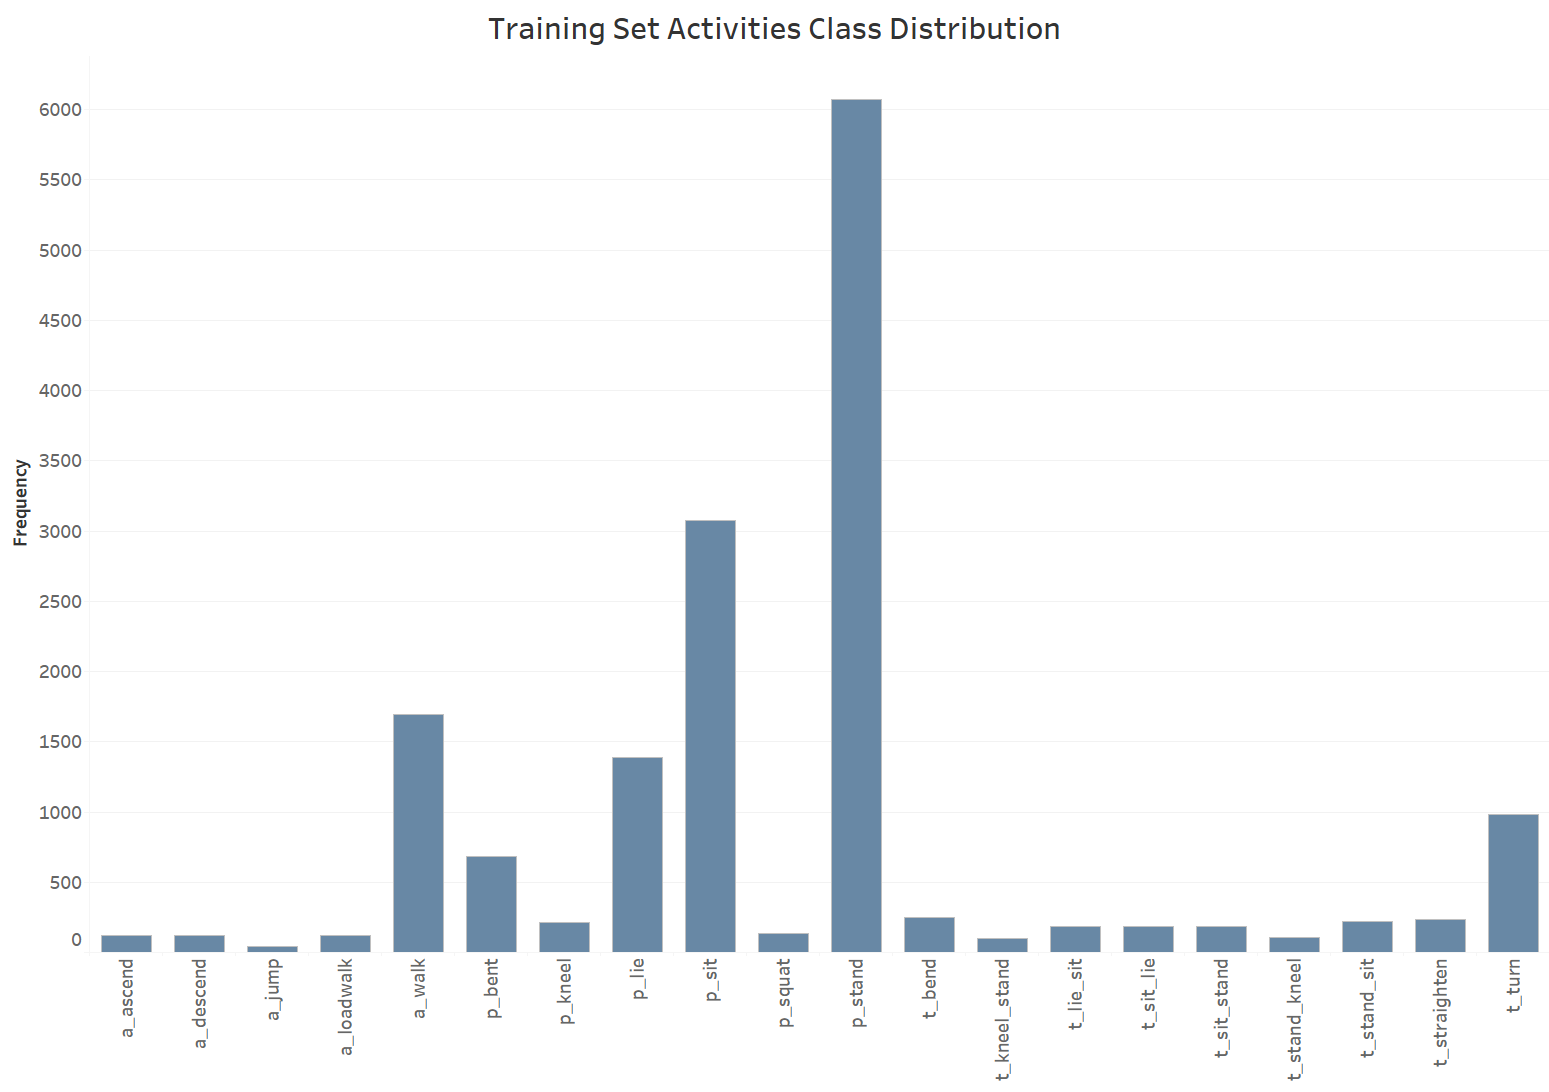 Training Set Activities Class Distribution
Frequency
6000
5500
5000
4500
4000
3500
3000
2500
2000
1500
1000
500
0
a_ascend
a_descend
a_jump
a_loadwalk
a_walk
p_bent
p_kneel
p_lie
p_sit
p_squat
p_stand
t_bend
t_kneel_stand
t_lie_sit
t_sit_lie
t_sit_stand
t_stand_kneel
t_stand_sit
t_straighten
t_turn